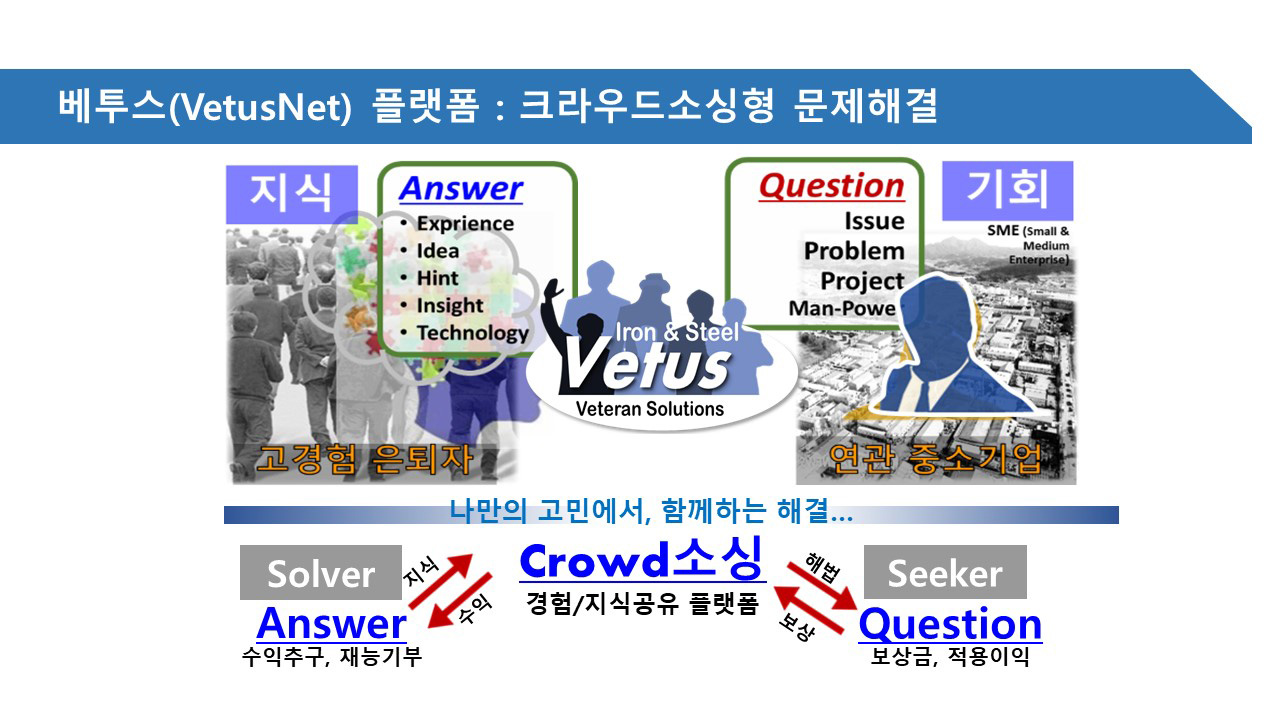 베투스(VetusNet) 플랫폼 : 크라우드소싱형 문제해결
지식
Answer
• Exprience
• Idea
• Hint
• Insight
• Technology
고경험 은퇴자
Iron & Steel
Vetus
Veteran Solutions
Question
Issue
Problem
Project
Man-Power
기회
SME (Small &
Medium
Enterprise)
연관 중소기업
나만의 고민에서, 함께하는 해결...
Solver
Answer
수익추구, 재능기부
지식
수익
Crowd소싱
경험/지식공유 플랫폼
해법
보상
Seeker
Question
보상금, 적용이익